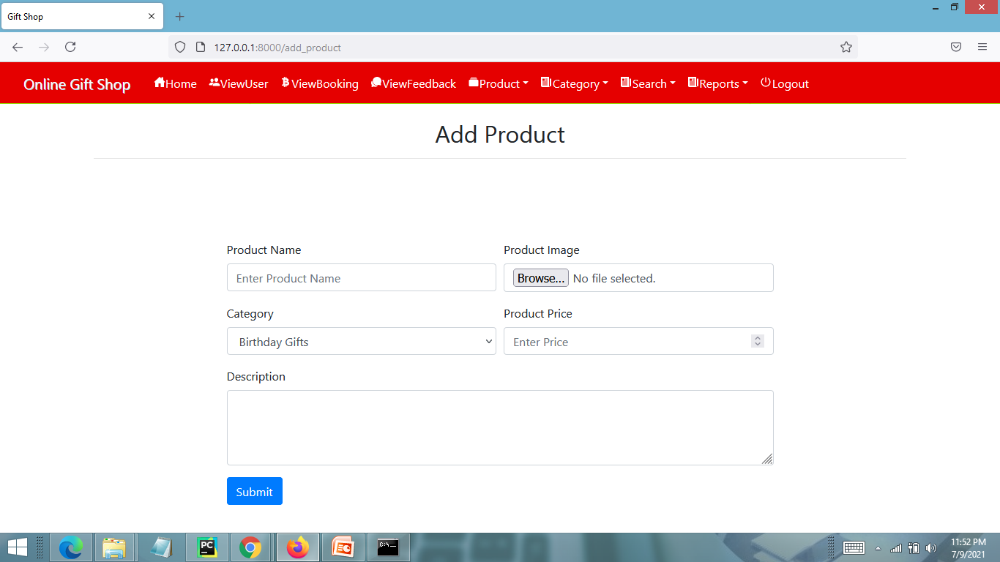 Gift Shop
127.0.0.1:8000/add_product
Online Gift Shop Home ViewUser ViewBooking ViewFeedback Product Category Search Reports Logout
Add Product
Product Name Product Image
Enter Product Name Browse... No file selected.
Category Product Price
Birthday Gifts Enter Price
Description
Submit
PC
C:\_
11:52 PM
7/9/2021